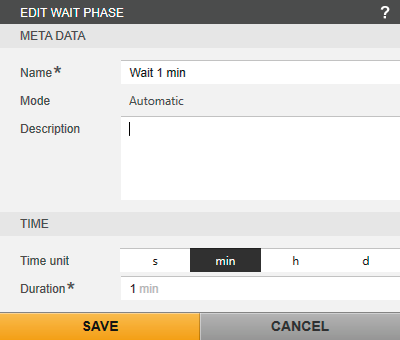 EDIT WAIT PHASE ?
META DATA
Name* Wait 1 min
Mode Automatic
Description
TIME
Time unit s min h d
Duration* 1 min
SAVE CANCEL